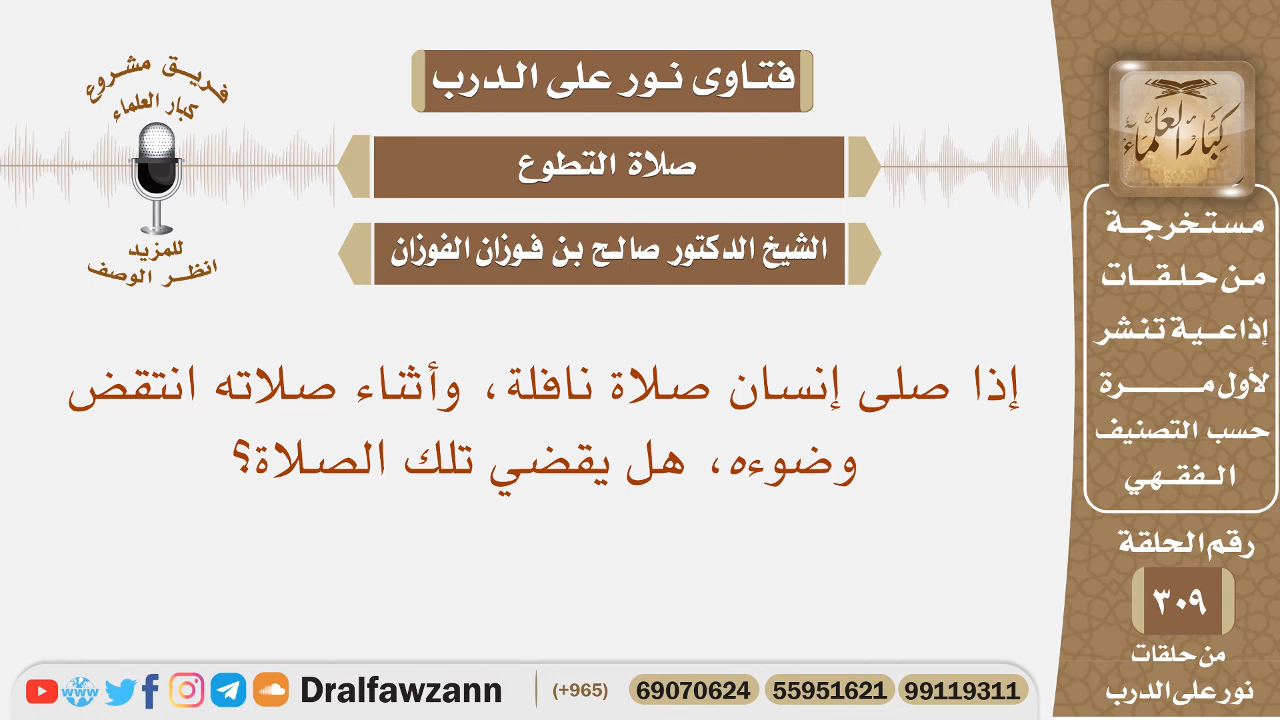 فتاوى نور على الدرب
صلاة التطوع
الشيخ الدكتور صالح بن فوزان الفوزان
إذا صلى إنسان صلاة نافلة، وأثناء صلاته انتقض
وضوءه، هل يقضي تلك الصلاة؟
فريق مشروع
كبار العلماء
للمزيد
انظر الوصف
كبار العلماء
مستخرجة
من حلقات
إذاعية تنشر
لأول مرة
حسب التصنيف
الفقهي
رقم الحلقة
٣٠٩
من حلقات
نور على الدرب
www
Dralfawzann
(+965) 69070624 55951621 99119311